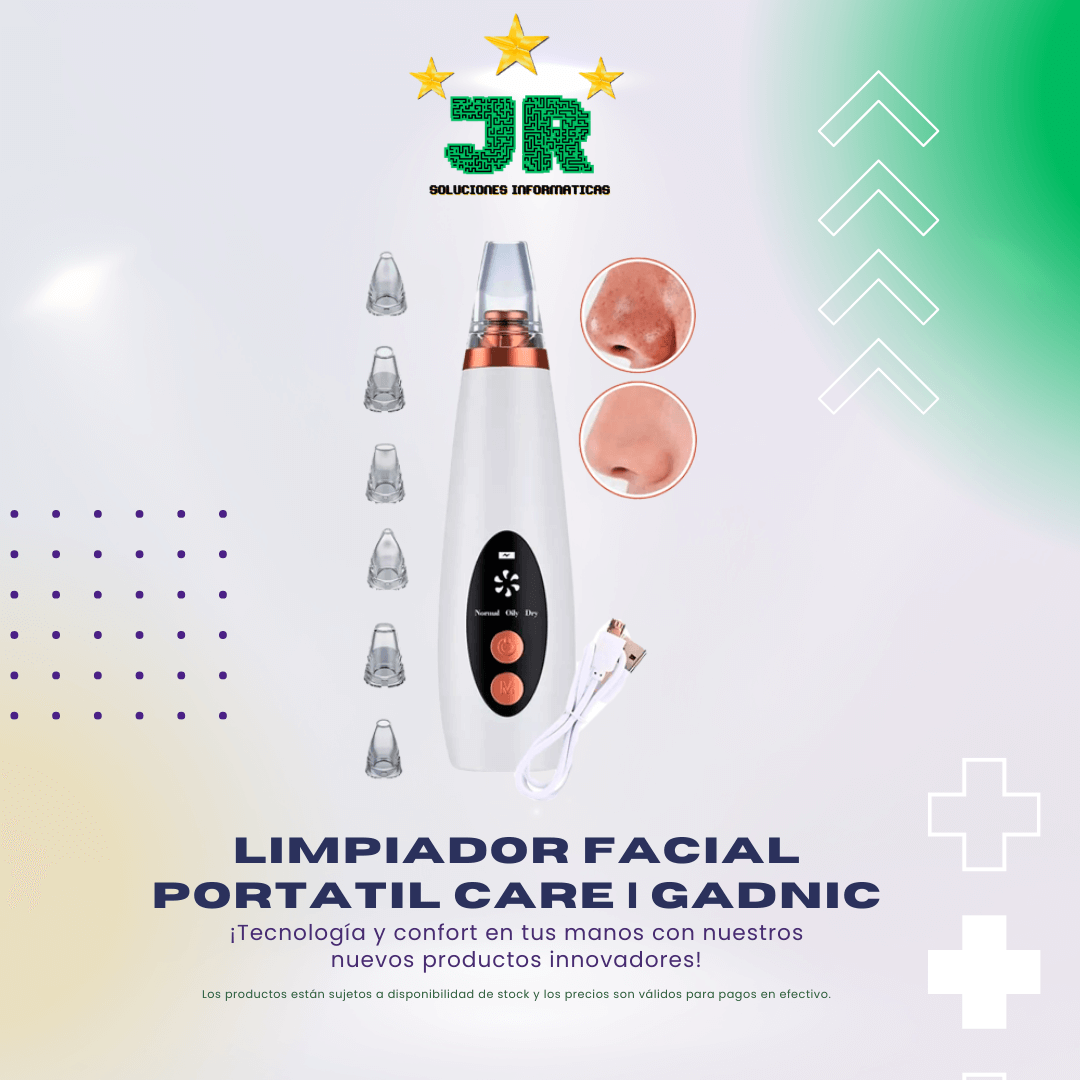 JR
SOLUCIONES INFORMATICAS
Normal Oily Dry
M
LIMPIADOR FACIAL
PORTATIL CARE | GADNIC
¡Tecnología y confort en tus manos con nuestros
nuevos productos innovadores!
Los productos están sujetos a disponibilidad de stock y los precios son válidos para pagos en efectivo.